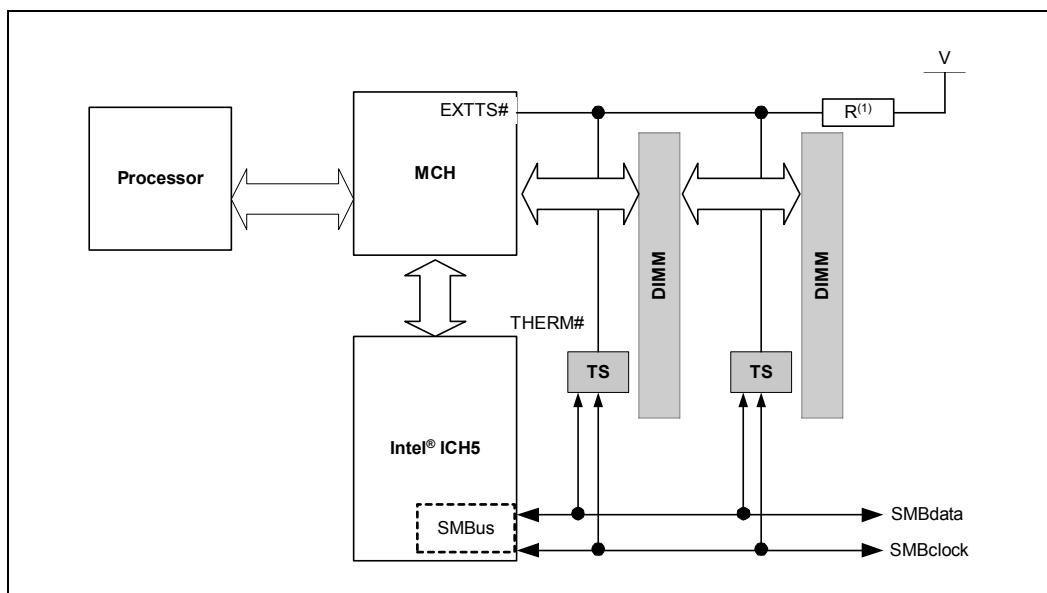 V
EXTTS#
R(1)
Processor
MCH
DIMM
DIMM
THERM#
TS
TS
Intel® ICH5
SMBus
SMBdata
SMBclock